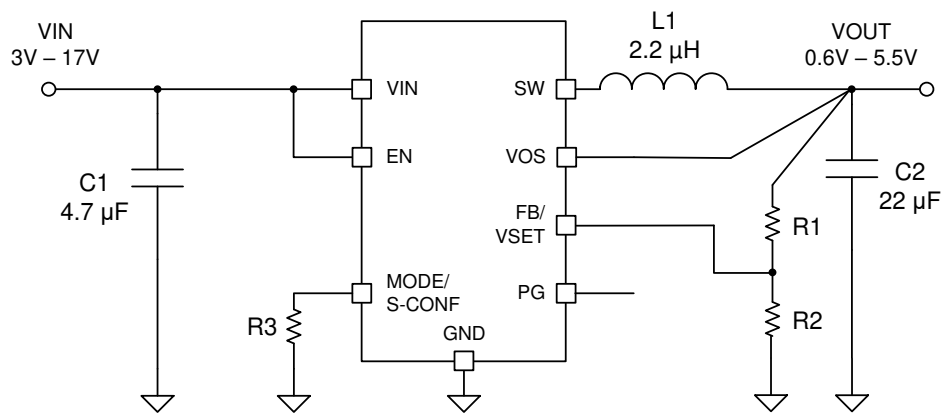 VIN
3V – 17V
L1
2.2 µH
VOUT
0.6V – 5.5V
VIN
SW
EN
VOS
C1
4.7 µF
C2
22 µF
FB/
VSET
R1
MODE/
S-CONF
PG
R3
GND
R2